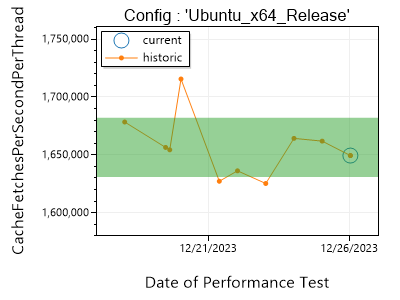 Config : 'Ubuntu_x64_Release'
CacheFetchesPerSecondPerThread
1,750,000
1,700,000
1,650,000
1,600,000
current
historic
12/21/2023
12/26/2023
Date of Performance Test